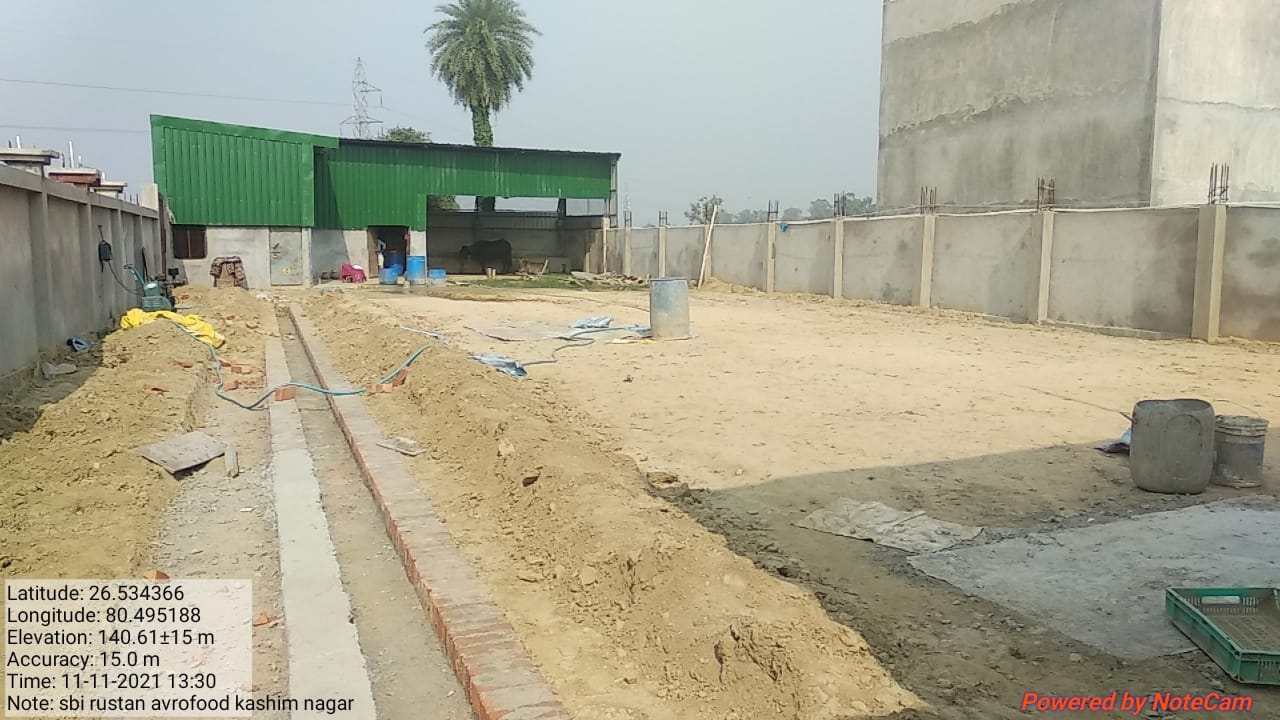 Latitude: 26.534366
Longitude: 80.495188
Elevation: 140.61±15 m
Accuracy: 15.0 m
Time: 11-11-2021 13:30
Note: sbi rustan avrofood kashim nagar
Powered by NoteCam